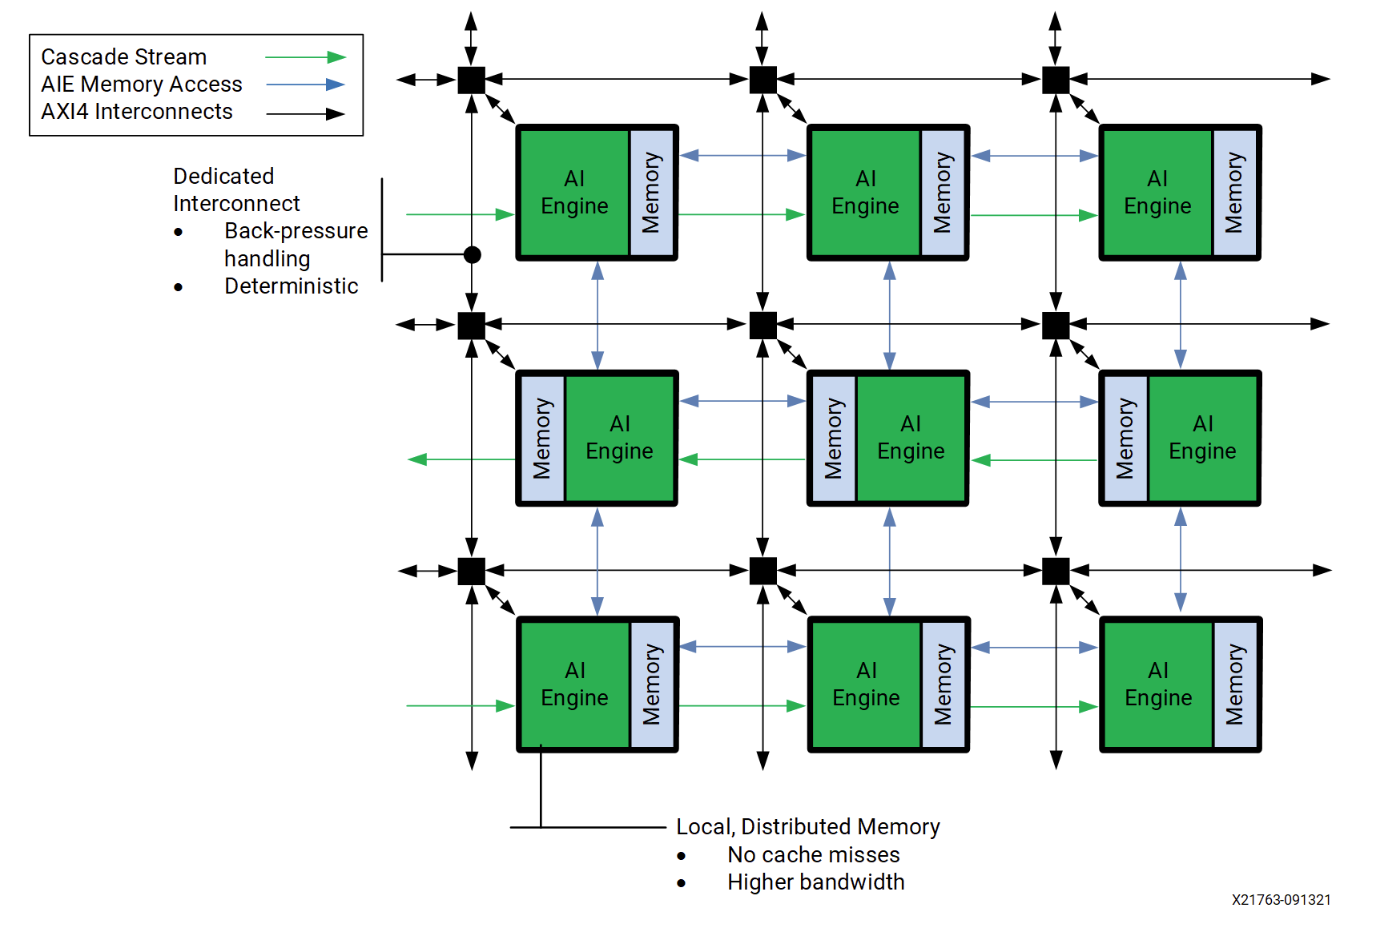 Cascade Stream
AIE Memory Access
AXI4 Interconnects
Dedicated
Interconnect
• Back-pressure
handling
• Deterministic
AI
Engine
Memory
AI
Engine
Memory
AI
Engine
Memory
Memory
AI
Engine
Memory
AI
Engine
Memory
AI
Engine
AI
Engine
Memory
AI
Engine
Memory
AI
Engine
Memory
Local, Distributed Memory
• No cache misses
• Higher bandwidth
X21763-091321